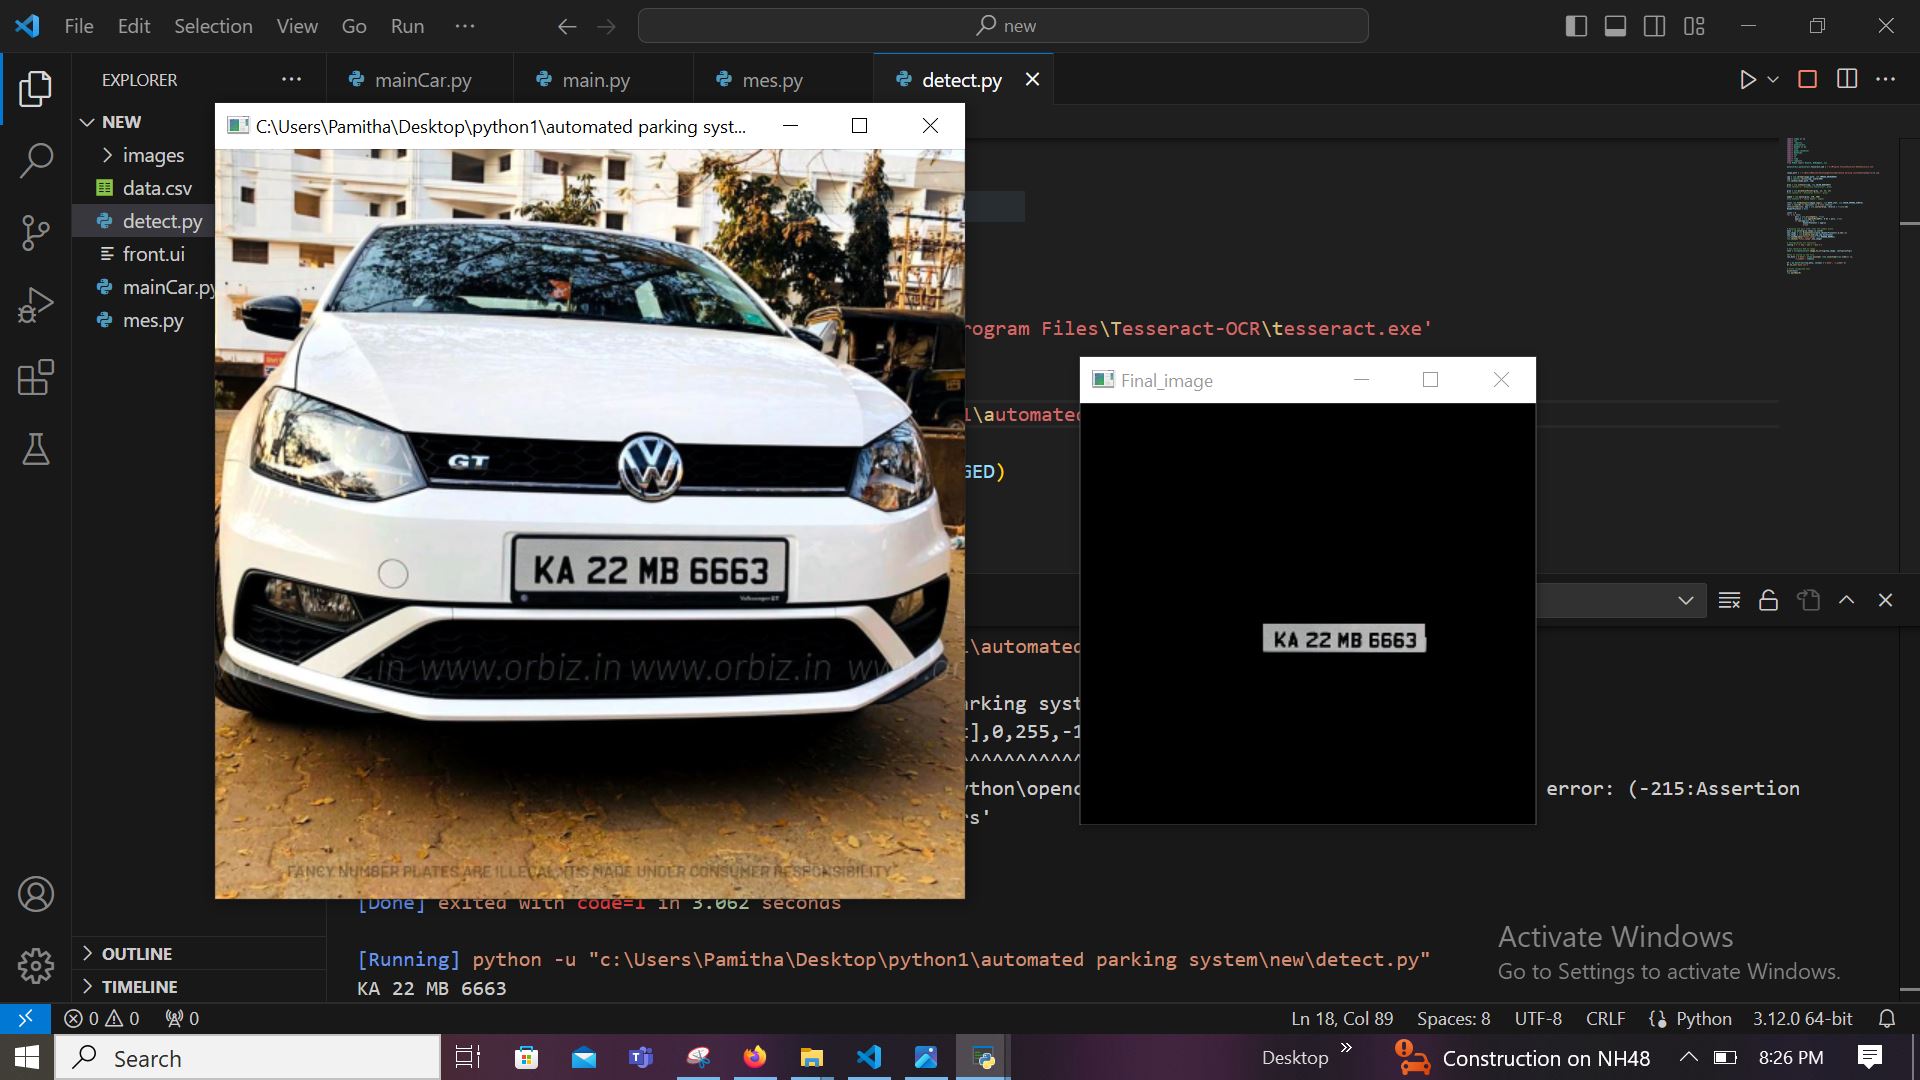 File Edit Selection View Go Run ···
new
EXPLORER ···
mainCar.py
main.py
mes.py
detect.py
NEW
images
data.csv
detect.py
front.ui
mainCar.py
mes.py
OUTLINE
TIMELINE
C:\Users\Pamitha\Desktop\python1\automated parking syst...
GT
KA 22 MB 6663
Volkswagen GT
www.orbiz.in www.orbiz.in
FANCY NUMBER PLATES ARE ILLEGAL, IT IS MADE UNDER CONSUMER RESPONSIBILITY
rogram Files\Tesseract-OCR\tesseract.exe'
\automated
GED)
Final_image
KA 22 MB 6663
\automated
arking syst
t],0,255,-1
^^^^^^^^^^
ython\openc
error: (-215:Assertion
rs'
[Done] exited with code=1 in 3.062 seconds
[Running] python -u "c:\Users\Pamitha\Desktop\python1\automated parking system\new\detect.py"
KA 22 MB 6663
Activate Windows
Go to Settings to activate Windows.
0 0 0
Ln 18, Col 89 Spaces: 8 UTF-8 CRLF Python 3.12.0 64-bit
Search
Desktop
Construction on NH48
8:26 PM